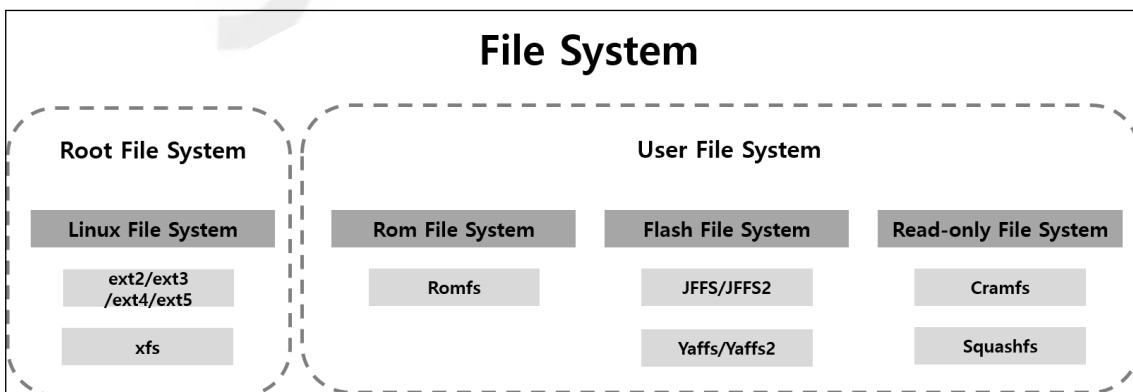 File System
Root File System
Linux File System
ext2/ext3
/ext4/ext5
xfs
User File System
Rom File System
Romfs
Flash File System
JFFS/JFFS2
Yaffs/Yaffs2
Read-only File System
Cramfs
Squashfs